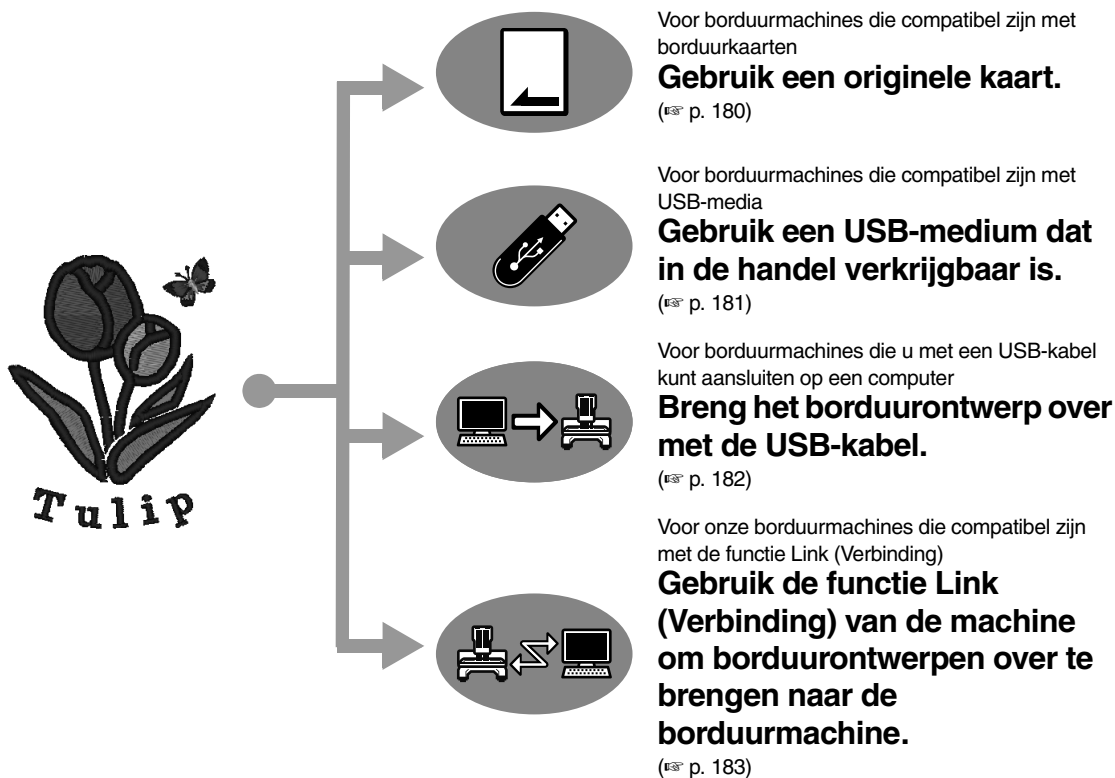 Voor borduurmachines die compatibel zijn met
borduurkaarten
Gebruik een originele kaart.
(☞ p. 180)
Voor borduurmachines die compatibel zijn met
USB-media
Gebruik een USB-medium dat
in de handel verkrijgbaar is.
(☞ p. 181)
Voor borduurmachines die u met een USB-kabel
kunt aansluiten op een computer
Breng het borduurontwerp over
met de USB-kabel.
(☞ p. 182)
Voor onze borduurmachines die compatibel zijn
met de functie Link (Verbinding)
Gebruik de functie Link
(Verbinding) van de machine
om borduurontwerpen over te
brengen naar de
borduurmachine.
(☞ p. 183)
Tulip